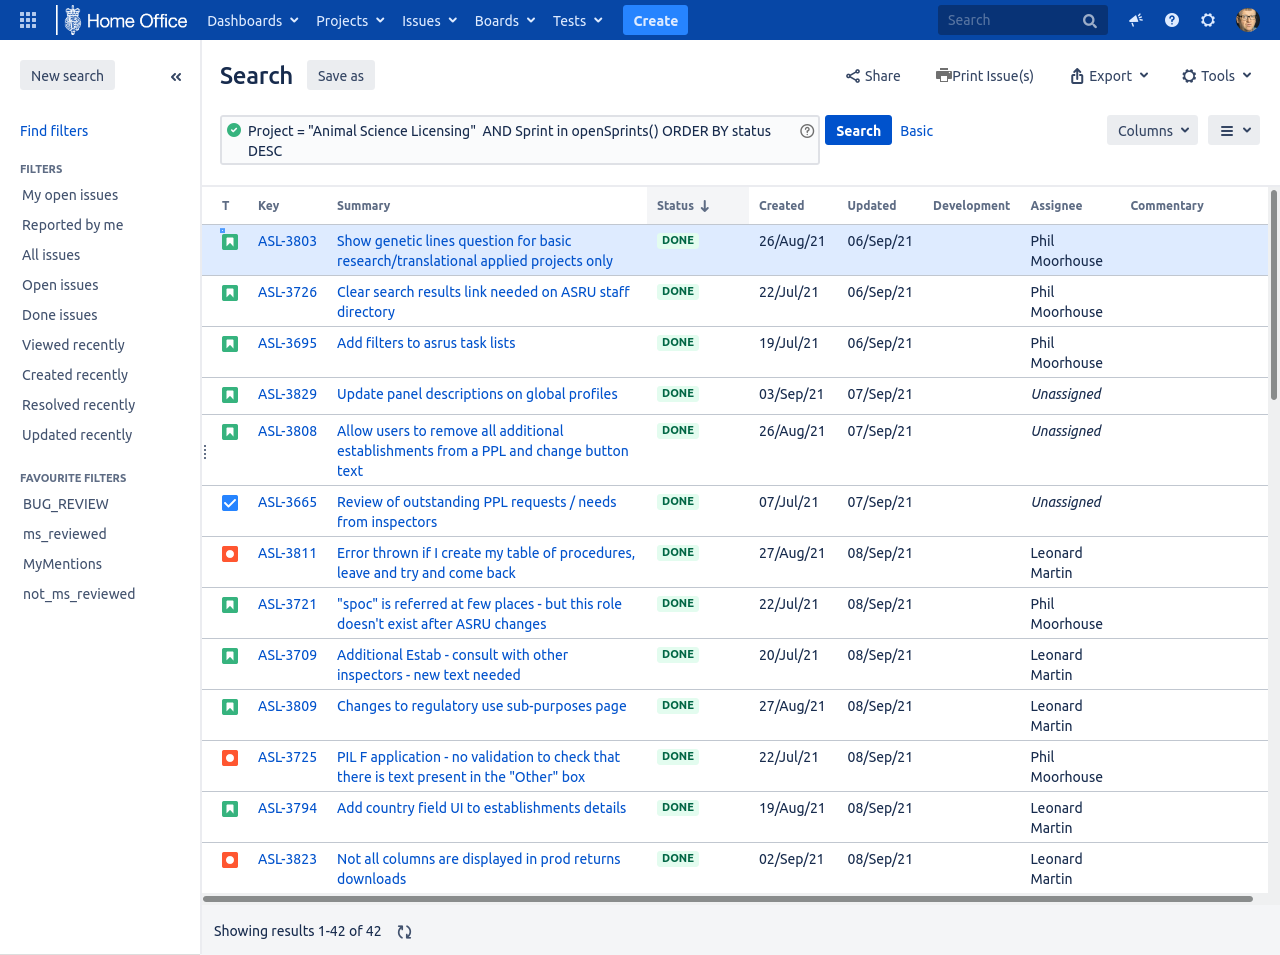 Home Office Dashboards Projects Issues Boards Tests Create Search
New search
Search Save as Share Print Issue(s) Export Tools
Find filters
Project = "Animal Science Licensing"  AND Sprint in openSprints() ORDER BY status
DESC
Search Basic Columns
FILTERS
My open issues
Reported by me
All issues
Open issues
Done issues
Viewed recently
Created recently
Resolved recently
Updated recently
FAVOURITE FILTERS
BUG_REVIEW
ms_reviewed
MyMentions
not_ms_reviewed
T Key Summary Status Created Updated Development Assignee Commentary
ASL-3803 Show genetic lines question for basic DONE 26/Aug/21 06/Sep/21 Phil
research/translational applied projects only Moorhouse
ASL-3726 Clear search results link needed on ASRU staff DONE 22/Jul/21 06/Sep/21 Phil
directory Moorhouse
ASL-3695 Add filters to asrus task lists DONE 19/Jul/21 06/Sep/21 Phil
Moorhouse
ASL-3829 Update panel descriptions on global profiles DONE 03/Sep/21 07/Sep/21 Unassigned
ASL-3808 Allow users to remove all additional DONE 26/Aug/21 07/Sep/21 Unassigned
establishments from a PPL and change button
text
ASL-3665 Review of outstanding PPL requests / needs DONE 07/Jul/21 07/Sep/21 Unassigned
from inspectors
ASL-3811 Error thrown if I create my table of procedures, DONE 27/Aug/21 08/Sep/21 Leonard
leave and try and come back Martin
ASL-3721 "spoc" is referred at few places - but this role DONE 22/Jul/21 08/Sep/21 Phil
doesn't exist after ASRU changes Moorhouse
ASL-3709 Additional Estab - consult with other DONE 20/Jul/21 08/Sep/21 Leonard
inspectors - new text needed Martin
ASL-3809 Changes to regulatory use sub-purposes page DONE 27/Aug/21 08/Sep/21 Leonard
Martin
ASL-3725 PIL F application - no validation to check that DONE 22/Jul/21 08/Sep/21 Phil
there is text present in the "Other" box Moorhouse
ASL-3794 Add country field UI to establishments details DONE 19/Aug/21 08/Sep/21 Leonard
Martin
ASL-3823 Not all columns are displayed in prod returns DONE 02/Sep/21 08/Sep/21 Leonard
downloads Martin
Showing results 1-42 of 42